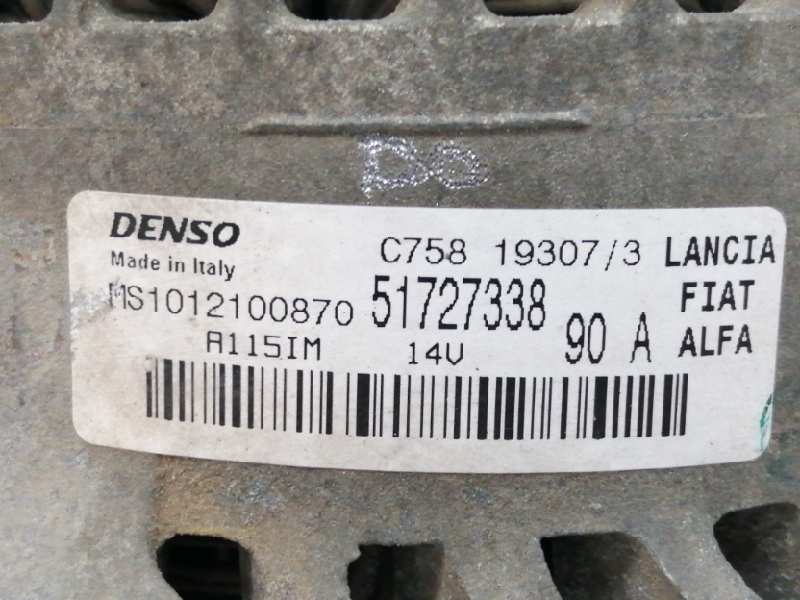 DENSO
Made in Italy
C758 19307/3 LANCIA
MS1012100870 51727338 FIAT
A115IM 14V 90 A ALFA